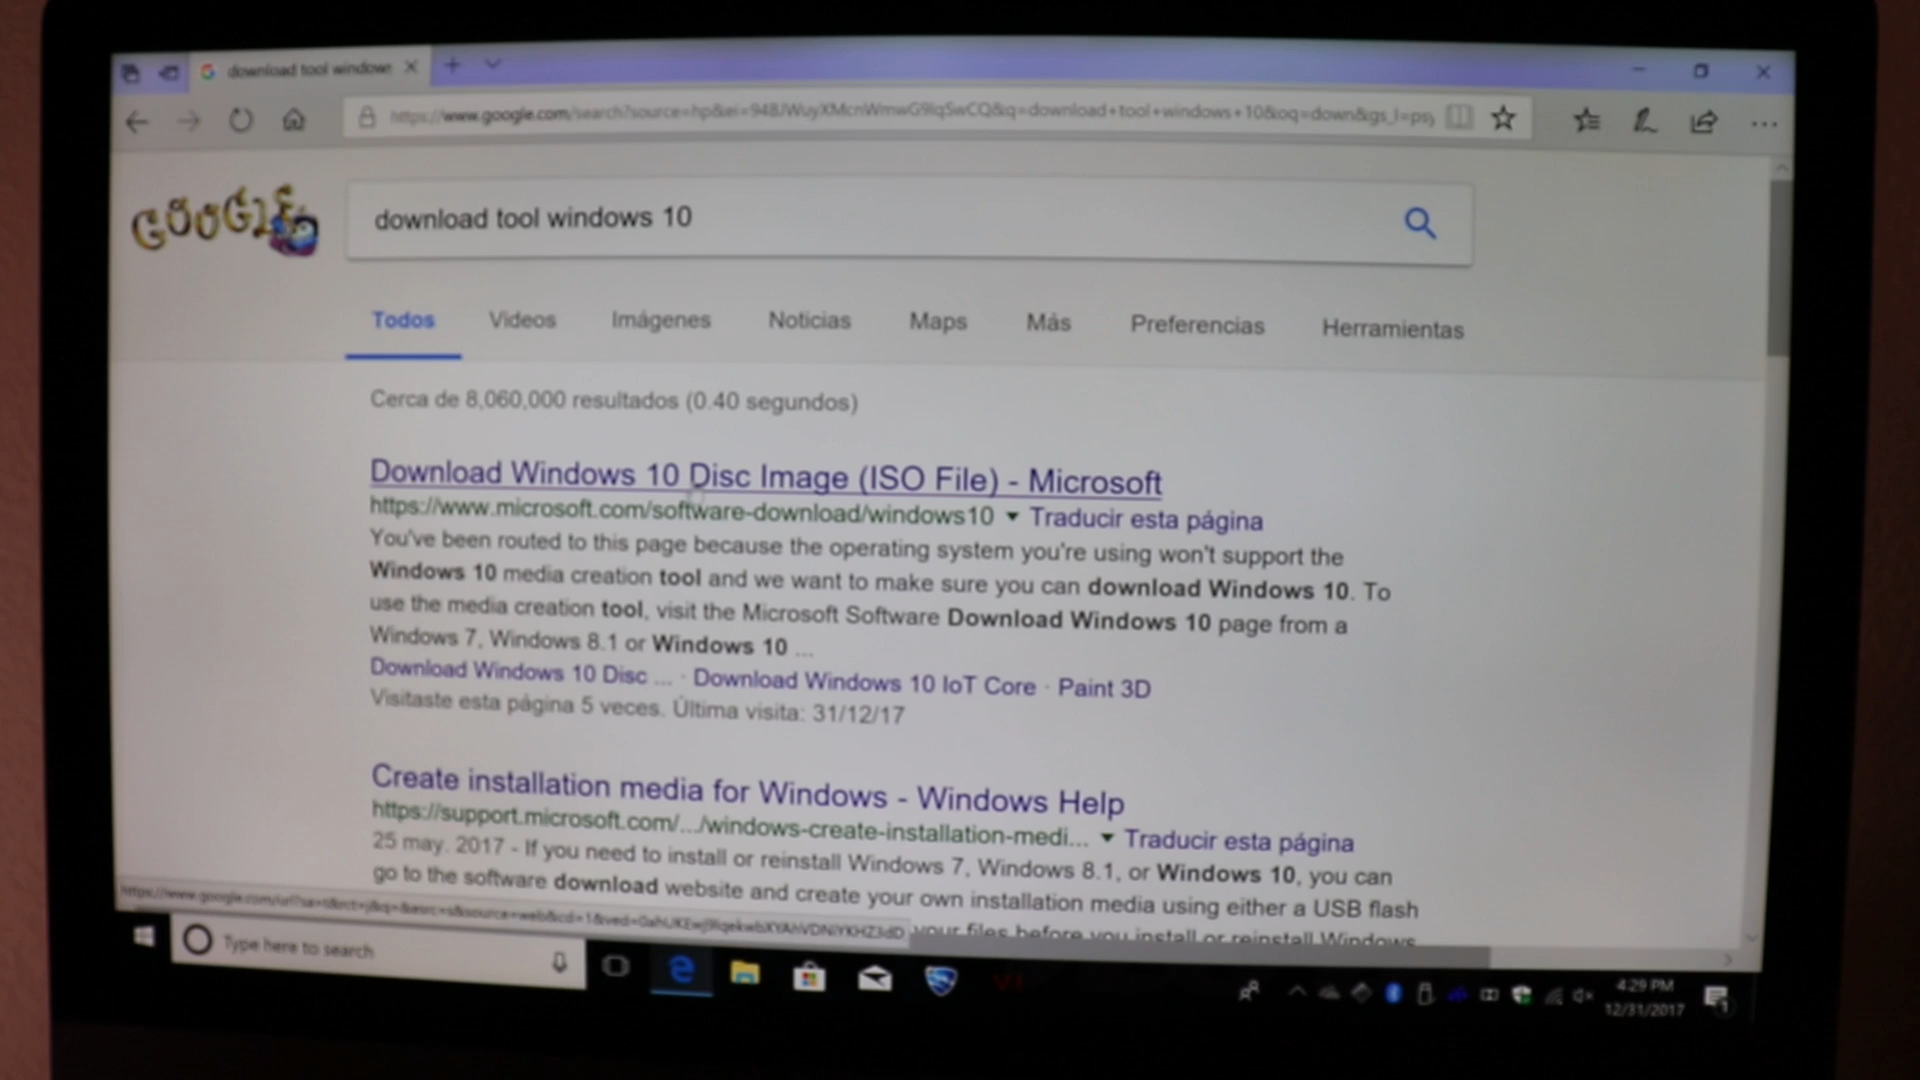 download tool windows
https://www.google.com/search?source=hp&ei=
=download+tool+windows+10&oq=down&gs_l=psy
GOOGLE
download tool windows 10
Todos Videos Imágenes Noticias Maps Más Preferencias Herramientas
Cerca de 8,060,000 resultados (0.40 segundos)
Download Windows 10 Disc Image (ISO File) - Microsoft
https://www.microsoft.com/software-download/windows10 Traducir esta página
You've been routed to this page because the operating system you're using won't support the
Windows 10 media creation tool and we want to make sure you can download Windows 10. To
use the media creation tool, visit the Microsoft Software Download Windows 10 page from a
Windows 7, Windows 8.1 or Windows 10 ...
Download Windows 10 Disc ... · Download Windows 10 IoT Core · Paint 3D
Visitaste esta página 5 veces. Última visita: 31/12/17
Create installation media for Windows - Windows Help
https://support.microsoft.com/.../windows-create-installation-medi... Traducir esta página
25 may. 2017 - If you need to install or reinstall Windows 7, Windows 8.1, or Windows 10, you can
go to the software download website and create your own installation media using either a USB flash
your files before you install or reinstall Windows
Type here to search
4:29 PM
12/31/2017